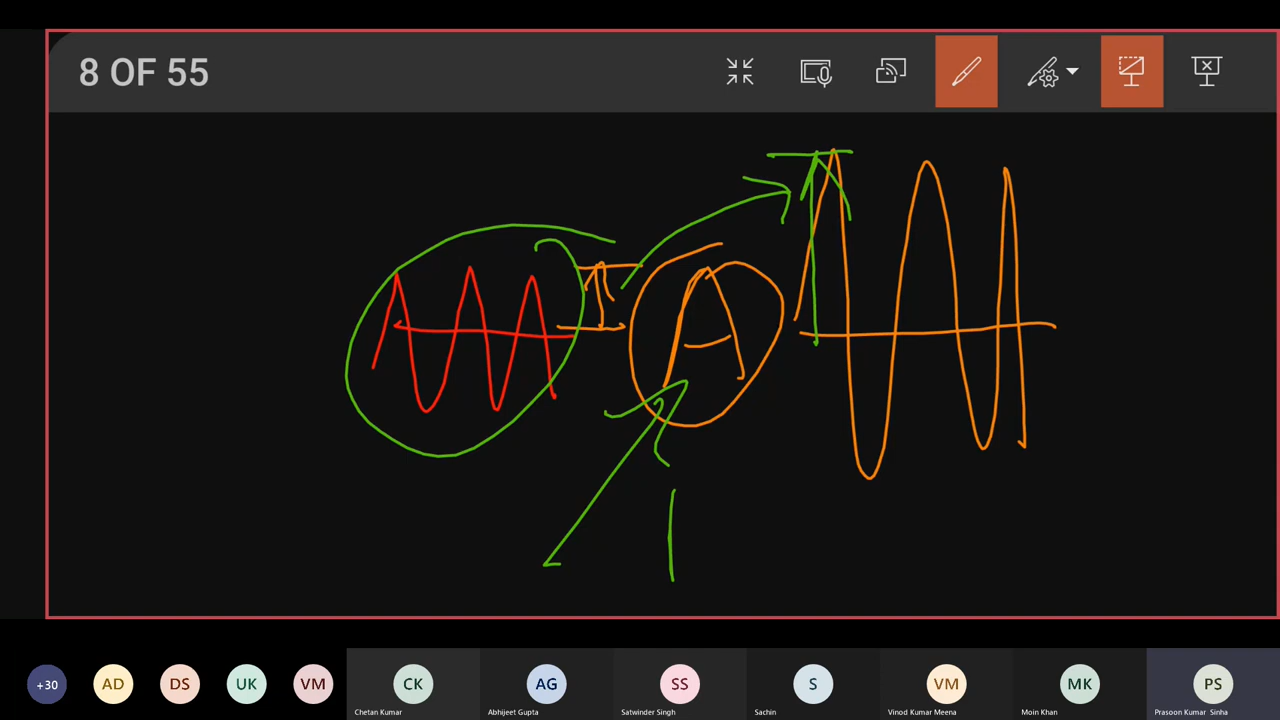 8 OF 55
A
+30 AD DS UK VM CK AG SS S VM MK PS
Chetan Kumar Abhijeet Gupta Satwinder Singh Sachin Vinod Kumar Meena Moin Khan Prasoon Kumar Sinha